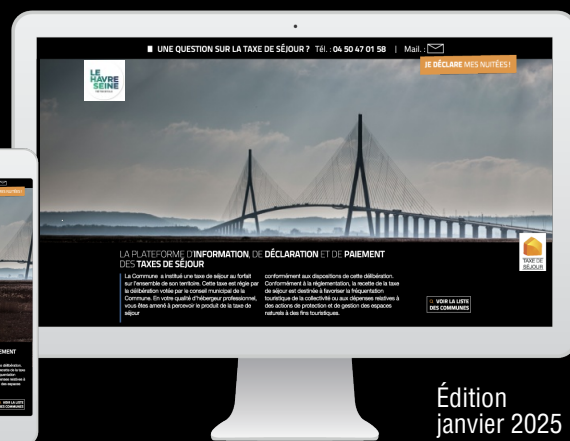 UNE QUESTION SUR LA TAXE DE SÉJOUR ? Tél. : 04 50 47 01 58 | Mail. :
JE DÉCLARE MES NUITÉES !
LE
HAVRE
SEINE
LA PLATEFORME D'INFORMATION, DE DÉCLARATION ET DE PAIEMENT
DES TAXES DE SÉJOUR
La Commune a institué une taxe de séjour au forfait
sur l'ensemble de son territoire. Cette taxe est régie par
la délibération votée par le conseil municipal de la
Commune. En votre qualité d'hébergeur professionnel,
vous êtes amené à percevoir le produit de la taxe de
séjour
conformément aux dispositions de cette délibération.
Conformément à la réglementation, la recette de la taxe
de séjour est destinée à favoriser la fréquentation
touristique de la collectivité ou aux dépenses relatives à
des actions de protection et de gestion des espaces
naturels à des fins touristiques.
TAXE DE
SÉJOUR
VOIR LA LISTE
DES COMMUNES
EMENT
VOIR LA LISTE
DES COMMUNES
Édition
janvier 2025